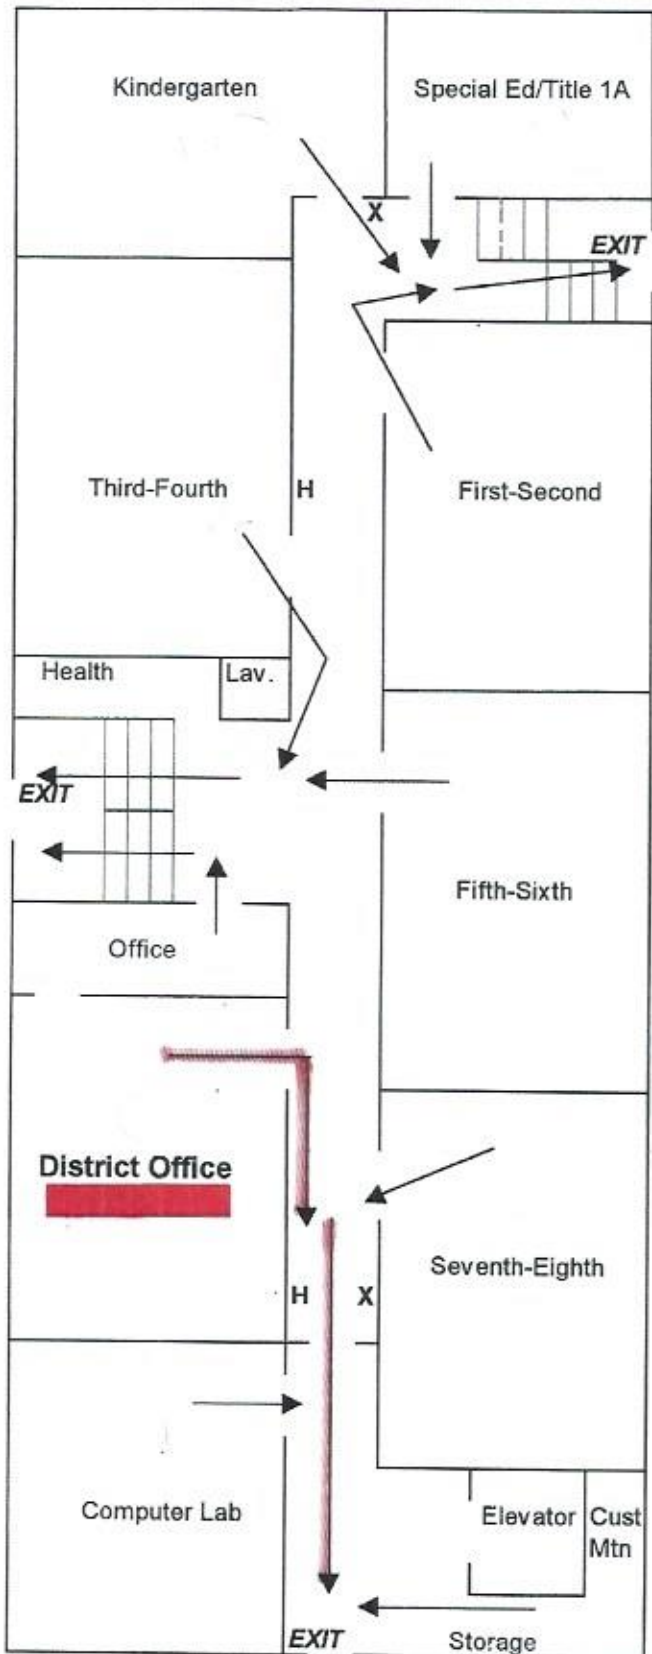 Kindergarten
Special Ed/Title 1A
X
EXIT
Third-Fourth
H
First-Second
Health
Lav.
EXIT
Fifth-Sixth
Office
District Office
Seventh-Eighth
H
X
Computer Lab
Elevator
Cust
Mtn
EXIT
Storage